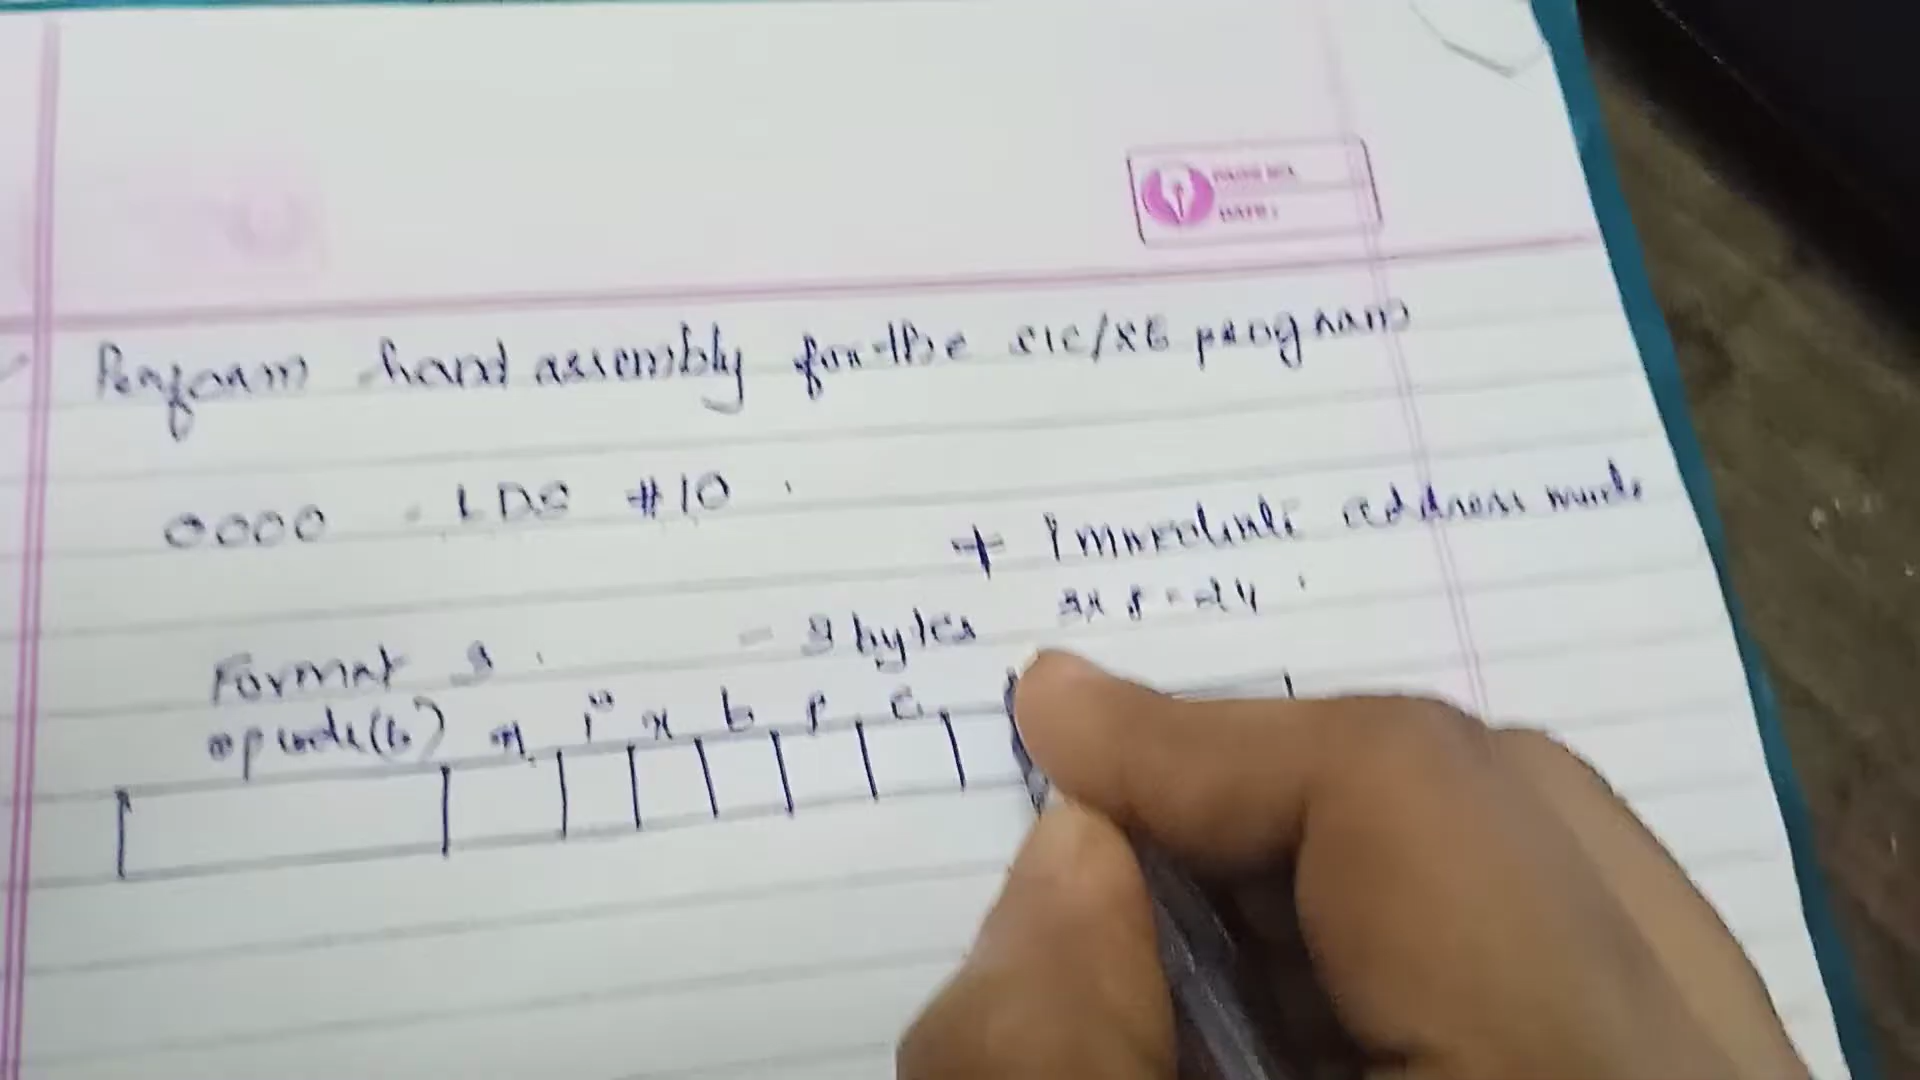 Perform hand assembly for the SIC/XE program
0000 - LDS #10 .
+ Immediate address mode
Format 3 . = 3 bytes 3x8=24
opcode(6) n i x b p e